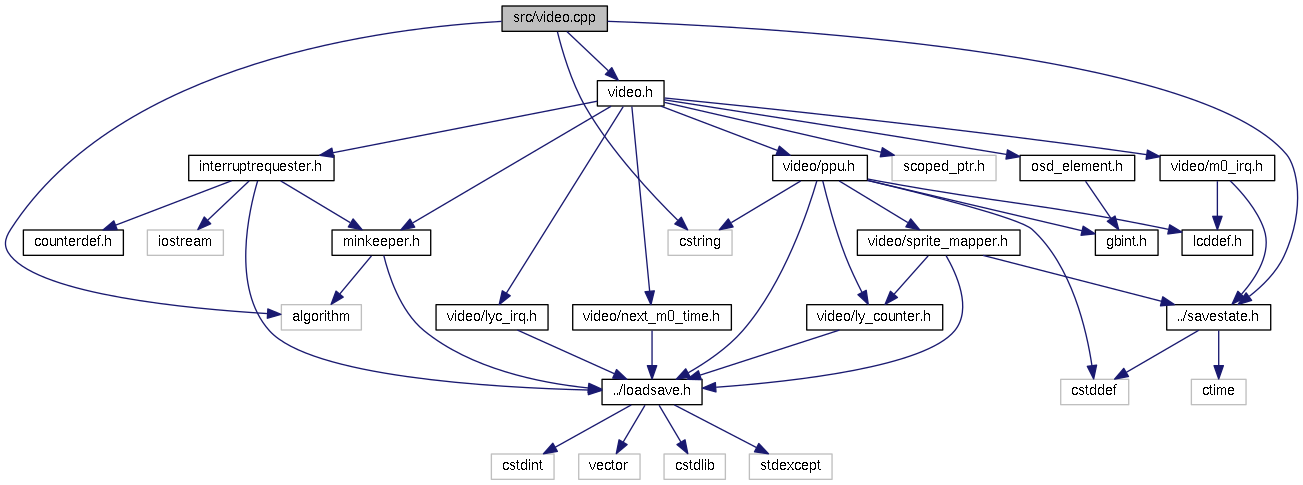 src/video.cpp
video.h
interruptrequester.h
video/ppu.h
scoped_ptr.h
osd_element.h
video/m0_irq.h
counterdef.h
iostream
minkeeper.h
cstring
video/sprite_mapper.h
gbint.h
lcddef.h
algorithm
video/lyc_irq.h
video/next_m0_time.h
video/ly_counter.h
../savestate.h
../loadsave.h
cstddef
ctime
cstdint
vector
cstdlib
stdexcept